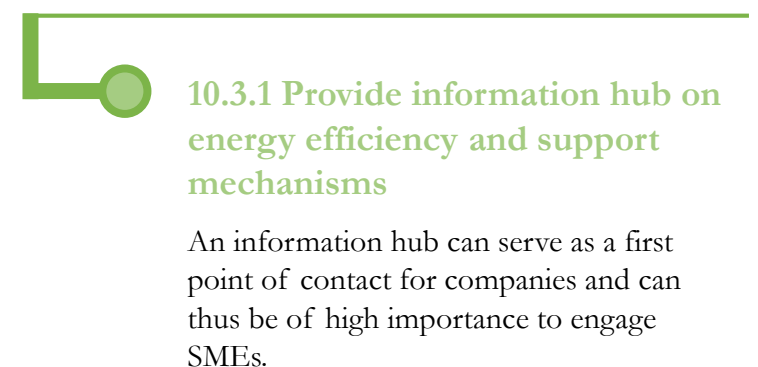 10.3.1 Provide information hub on
energy efficiency and support
mechanisms
An information hub can serve as a first
point of contact for companies and can
thus be of high importance to engage
SMEs.